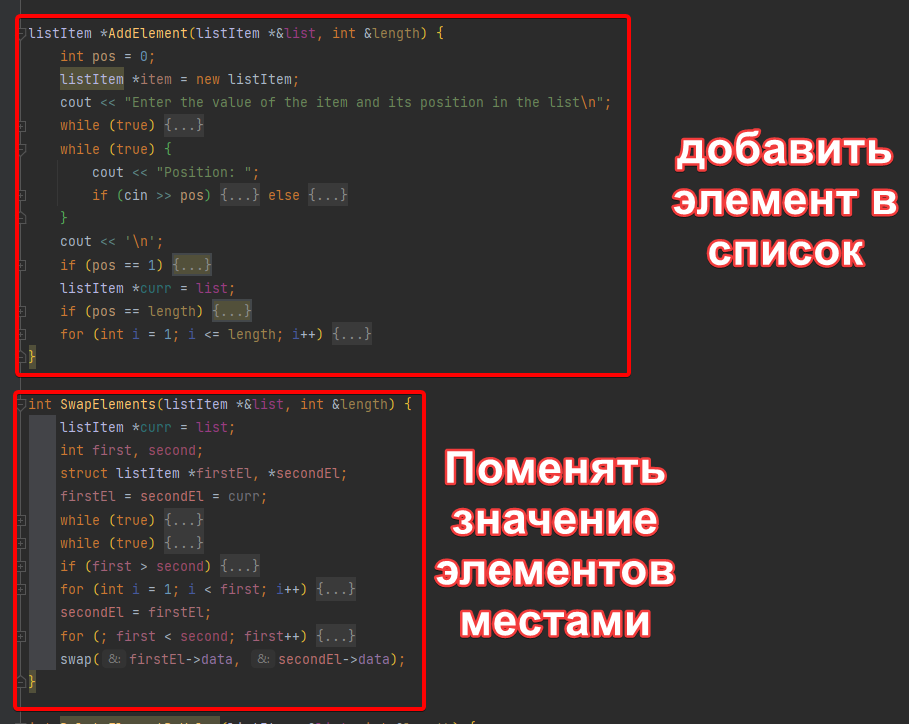 listItem *AddElement(listItem *&list, int &length) {
int pos = 0;
listItem *item = new listItem;
cout << "Enter the value of the item and its position in the list\n";
while (true) {...}
while (true) {
cout << "Position: ";
if (cin >> pos) {...} else {...}
}
cout << '\n';
if (pos == 1) {...}
listItem *curr = list;
if (pos == length) {...}
for (int i = 1; i <= length; i++) {...}
}
добавить
элемент в
список
int SwapElements(listItem *&list, int &length) {
listItem *curr = list;
int first, second;
struct listItem *firstEl, *secondEl;
firstEl = secondEl = curr;
while (true) {...}
while (true) {...}
if (first > second) {...}
for (int i = 1; i < first; i++) {...}
secondEl = firstEl;
for (; first < second; first++) {...}
swap( &: firstEl->data, &: secondEl->data);
}
Поменять
значение
элементов
местами